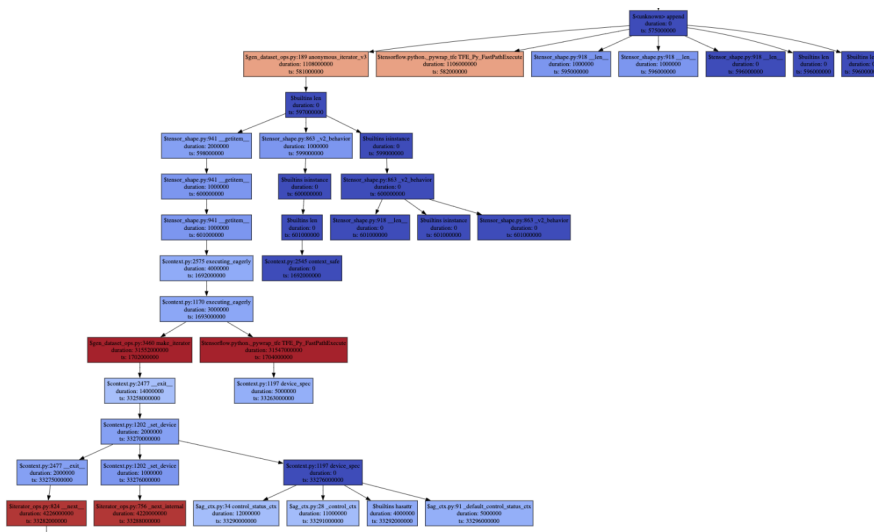 $<unknown> append
duration: 0
ts: 579000000
$gen_dataset_ops.py:189 anonymous_iterator_v3
duration: 1108000000
ts: 581000000
$tensorflow.python._pywrap_tfe TFE_Py_FastPathExecute
duration: 1106000000
ts: 582000000
$tensor_shape.py:918 __len__
duration: 1000000
ts: 595000000
$tensor_shape.py:918 __len__
duration: 1000000
ts: 596000000
$tensor_shape.py:918 __len__
duration: 0
ts: 596000000
$builtins len
duration: 0
ts: 596000000
$builtins len
duration: 0
ts: 596000000
$builtins len
duration: 0
ts: 597000000
$tensor_shape.py:941 __getitem__
duration: 2000000
ts: 598000000
$tensor_shape.py:863 _v2_behavior
duration: 1000000
ts: 599000000
$builtins isinstance
duration: 0
ts: 599000000
$tensor_shape.py:941 __getitem__
duration: 1000000
ts: 600000000
$builtins isinstance
duration: 0
ts: 600000000
$tensor_shape.py:863 _v2_behavior
duration: 0
ts: 600000000
$tensor_shape.py:941 __getitem__
duration: 1000000
ts: 601000000
$builtins len
duration: 0
ts: 601000000
$tensor_shape.py:918 __len__
duration: 0
ts: 601000000
$builtins isinstance
duration: 0
ts: 601000000
$tensor_shape.py:863 _v2_behavior
duration: 0
ts: 601000000
$context.py:2575 executing_eagerly
duration: 4000000
ts: 1692000000
$context.py:2545 context_safe
duration: 0
ts: 1692000000
$context.py:1170 executing_eagerly
duration: 3000000
ts: 1693000000
$gen_dataset_ops.py:3460 make_iterator
duration: 31552000000
ts: 1702000000
$tensorflow.python._pywrap_tfe TFE_Py_FastPathExecute
duration: 31547000000
ts: 1704000000
$context.py:2477 __exit__
duration: 14000000
ts: 33258000000
$context.py:1197 device_spec
duration: 5000000
ts: 33263000000
$context.py:1202 _set_device
duration: 2000000
ts: 33270000000
$context.py:2477 __exit__
duration: 2000000
ts: 33275000000
$context.py:1202 _set_device
duration: 1000000
ts: 33276000000
$context.py:1197 device_spec
duration: 0
ts: 33276000000
$iterator_ops.py:824 __next__
duration: 4226000000
ts: 33282000000
$iterator_ops.py:756 _next_internal
duration: 4220000000
ts: 33288000000
$ag_ctx.py:34 control_status_ctx
duration: 4000000
ts: 33290000000
$ag_ctx.py:28 _control_ctx
duration: 11000000
ts: 33291000000
$builtins hasattr
duration: 4000000
ts: 33292000000
$ag_ctx.py:91 _default_control_status_ctx
duration: 5000000
ts: 33296000000